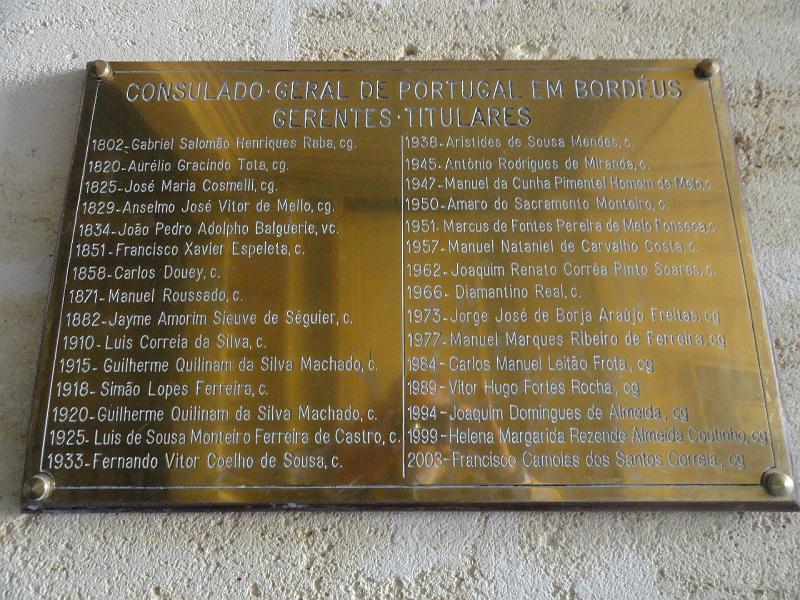 CONSULADO·GERAL DE PORTUGAL EM BORDÉUS
GERENTES·TITULARES
1802-Gabriel Salomão Henriques Raba, cg.
1820-Aurélio Gracindo Tota, cg.
1825-José Maria Cosmelli, cg.
1829-Anselmo José Vitor de Mello, cg.
1834-João Pedro Adolpho Balguerie, vc.
1851-Francisco Xavier Espeleta, c.
1858-Carlos Douey, c.
1871-Manuel Roussado, c.
1882-Jayme Amorim Sieuve de Séguier, c.
1910-Luis Correia da Silva, c.
1915-Guilherme Quilinam da Silva Machado, c.
1918-Simão Lopes Ferreira, c.
1920-Guilherme Quilinam da Silva Machado, c.
1925-Luis de Sousa Monteiro Ferreira de Castro, c.
1933-Fernando Vitor Coelho de Sousa, c.
1938-Aristides de Sousa Mendes, c.
1945-António Rodrigues de Miranda, c.
1947-Manuel da Cunha Pimentel Homem de Melo, c.
1950-Amaro do Sacramento Monteiro, c.
1951-Marcus de Fontes Pereira de Melo Fonseca, c
1957-Manuel Nataniel de Carvalho Costa, c.
1962-Joaquim Renato Corrêa Pinto Soares, c.
1966-Diamantino Real, c.
1973-Jorge José de Borja Araújo Freitas, cg
1977-Manuel Marques Ribeiro de Ferreira, cg.
1984-Carlos Manuel Leitão Frota, cg
1989-Vitor Hugo Fortes Rocha, cg
1994-Joaquim Domingues de Almeida, cg
1999-Helena Margarida Rezende Almeida Coutinho, cg
2003-Francisco Camolas dos Santos Correia, cg